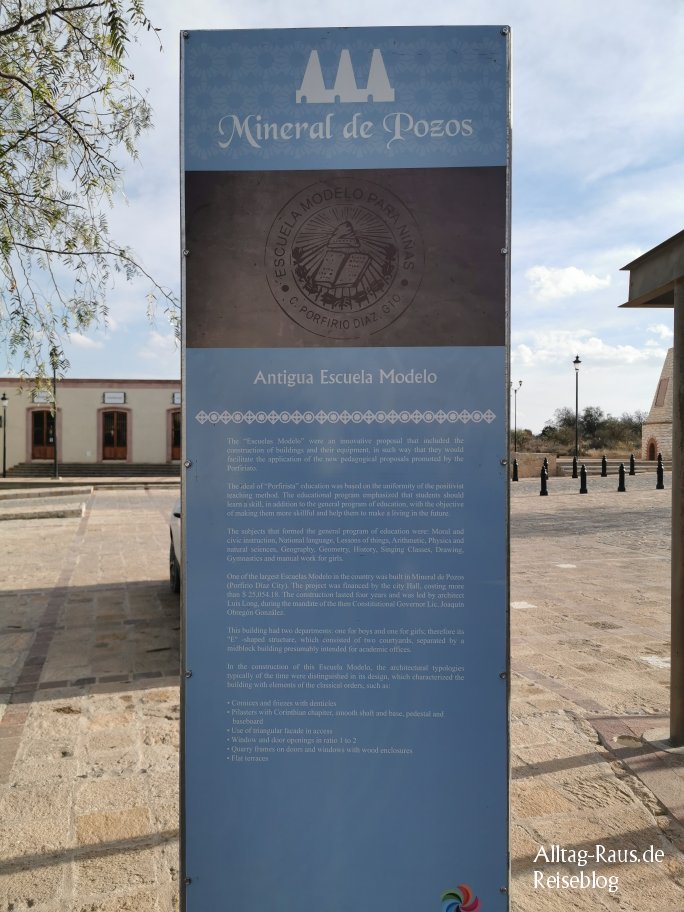 Mineral de Pozos
ESCUELA MODELO PARA NIÑAS
C. PORFIRIO DIAZ, GTO.
Antigua Escuela Modelo
The "Escuelas Modelo" were an innovative proposal that included the
construction of buildings and their equipment, in such way that they would
facilitate the application of the new pedagogical proposals promoted by the
Porfiriato.
The ideal of "Porfirista" education was based on the uniformity of the positivist
teaching method. The educational program emphasized that students should
learn a skill, in addition to the general program of education, with the objective
of making them more skillful and help them to make a living in the future.
The subjects that formed the general program of education were: Moral and
civic instruction, National language, Lessons of things, Arithmetic, Physics and
natural sciences, Geography, Geometry, History, Singing Classes, Drawing,
Gymnastics and manual work for girls.
One of the largest Escuelas Modelo in the country was built in Mineral de Pozos
(Porfirio Díaz City). The project was financed by the city Hall, costing more
than $ 25,054.18. The construction lasted four years and was led by architect
Luis Long, during the mandate of the then Constitutional Governor Lic. Joaquín
Obregón González.
This building had two departments: one for boys and one for girls, therefore its
"E" -shaped structure, which consisted of two courtyards, separated by a
midblock building presumably intended for academic offices.
In the construction of this Escuela Modelo, the architectural typologies
typically of the time were distinguished in its design, which characterized the
building with elements of the classical orders, such as:
• Cornices and friezes with denticles
• Pilasters with Corinthian chapiter, smooth shaft and base, pedestal and
baseboard
• Use of triangular facade in access
• Window and door openings in ratio 1 to 2
• Quarry frames on doors and windows with wood enclosures
• Flat terraces
Alltag-Raus.de
Reiseblog